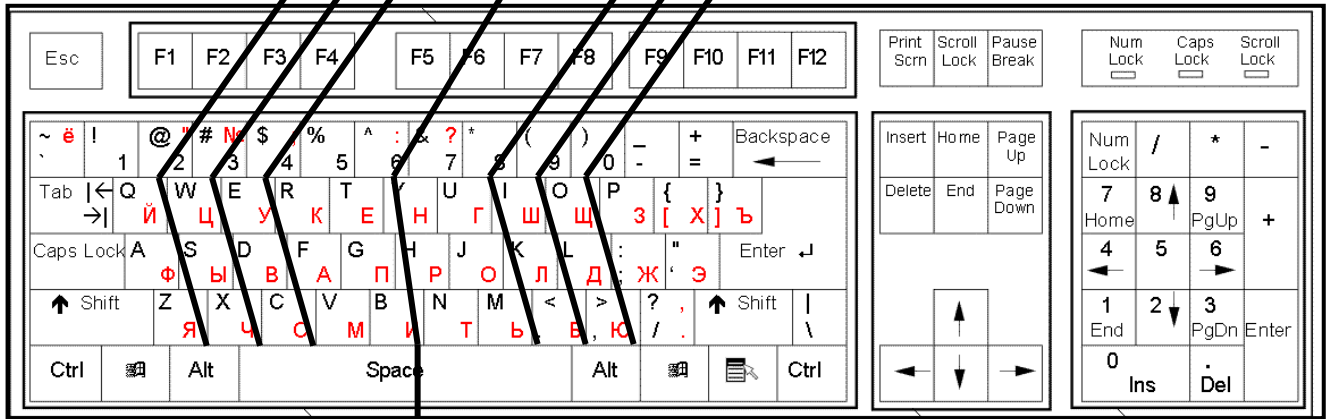 Esc F1 F2 F3 F4 F5 F6 F7 F8 F9 F10 F11 F12 Print Scrn Scroll Lock Pause Break Num Lock Caps Lock Scroll Lock
~ ё ! @ " # № $ ; % ^ : & ? * ( ) _ + Backspace Insert Home Page Up Num Lock / * -
` 1 2 3 4 5 6 7 8 9 0 - =
Tab Q W E R T Y U I O P { } Delete End Page Down 7 Home 8 9 PgUp +
Й Ц У К Е Н Г Ш Щ З [ Х ] Ъ
Caps Lock A S D F G H J K L : " Enter 4 5 6
Ф Ы В А П Р О Л Д ; Ж ' Э
Shift Z X C V B N M < > ? , Shift | 1 End 2 3 PgDn Enter
Я Ч С М И Т Ь , Б , Ю / . \
Ctrl Alt Space Alt Ctrl 0 Ins . Del